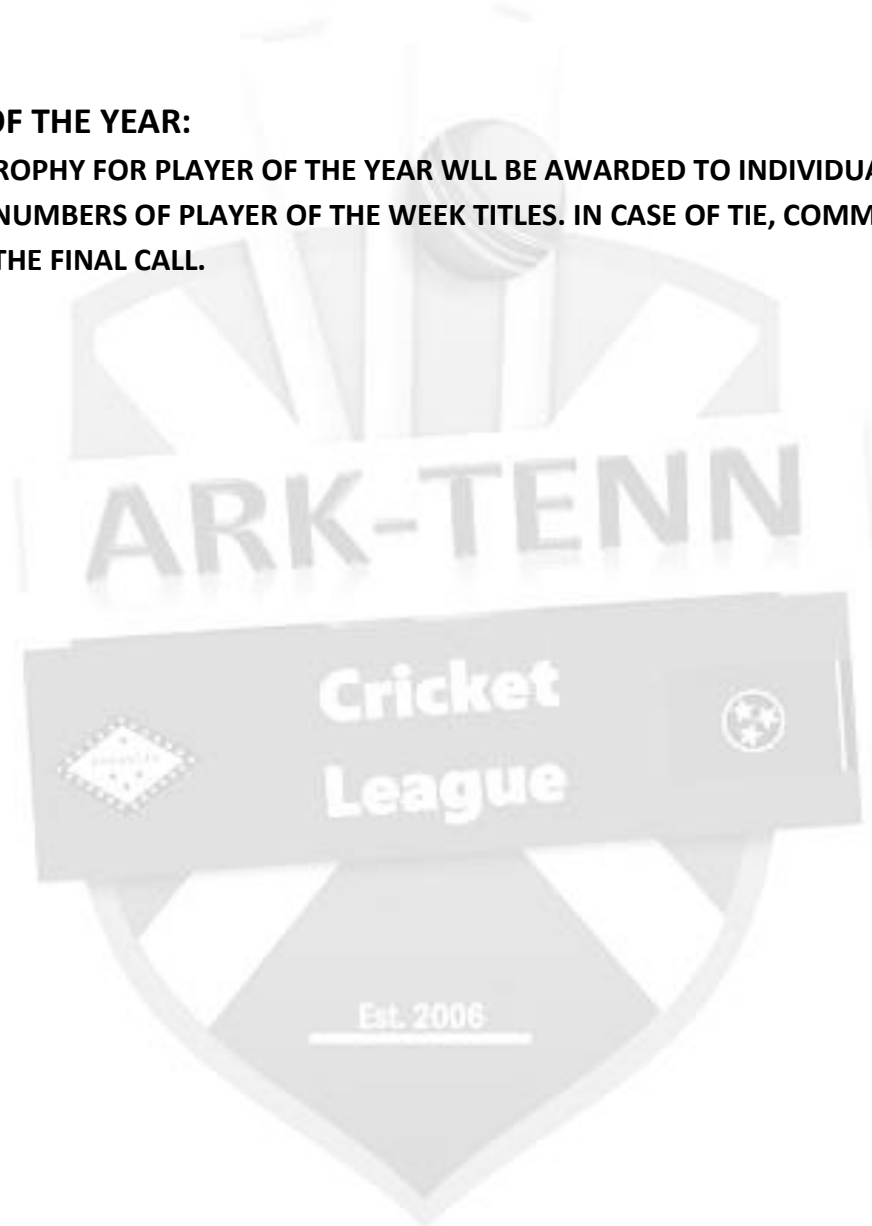 OF THE YEAR:
ROPHY FOR PLAYER OF THE YEAR WLL BE AWARDED TO INDIVIDUA
NUMBERS OF PLAYER OF THE WEEK TITLES. IN CASE OF TIE, COMM
THE FINAL CALL.
ARK-TENN
Cricket
League
Est. 2006